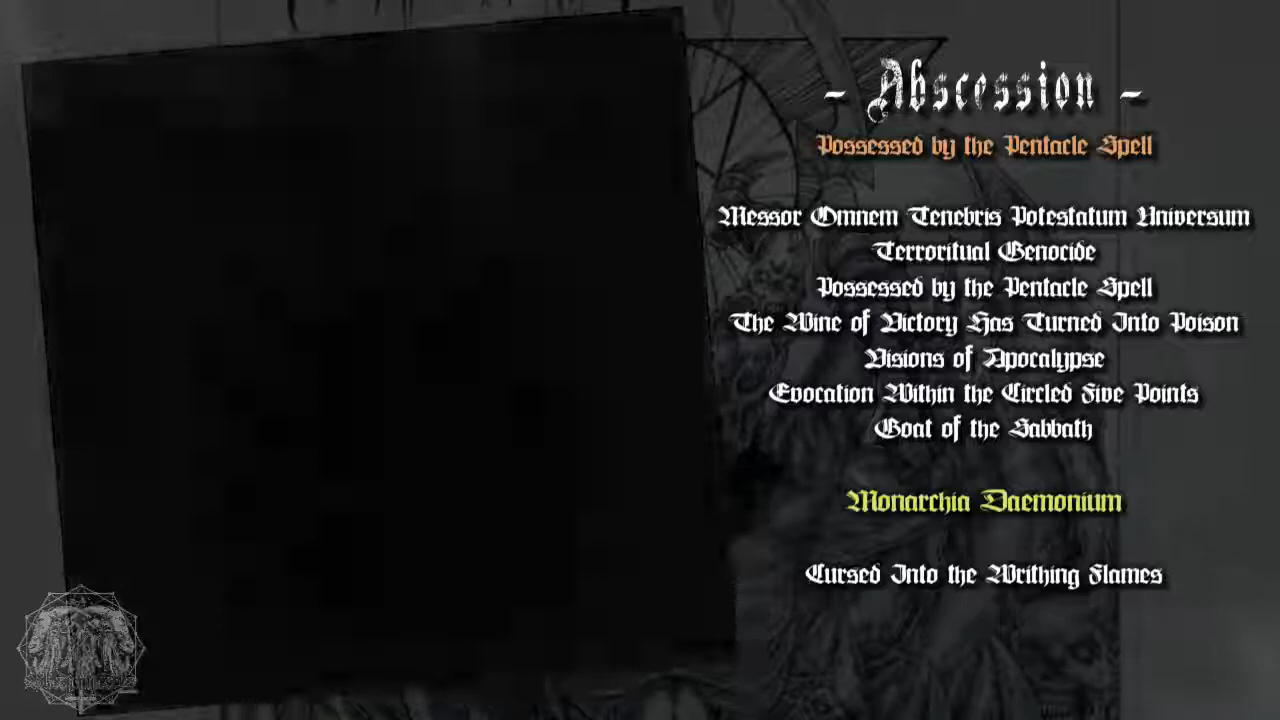 - Abscession -
Possessed by the Pentacle Spell
Messor Omnem Tenebris Potestatum Universum
Terroritual Genocide
Possessed by the Pentacle Spell
The Wine of Victory Has Turned Into Poison
Visions of Apocalypse
Evocation Within the Circled Five Points
Goat of the Sabbath
Monarchia Daemonium
Cursed Into the Writhing Flames